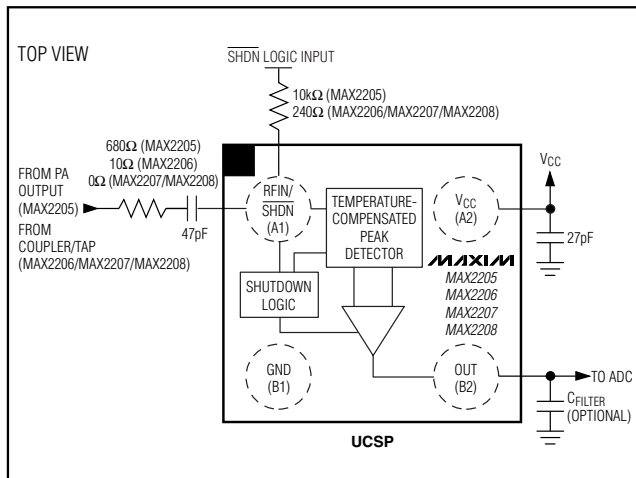 TOP VIEW
SHDN LOGIC INPUT
10kΩ (MAX2205)
240Ω (MAX2206/MAX2207/MAX2208)
680Ω (MAX2205)
10Ω (MAX2206)
0Ω (MAX2207/MAX2208)
FROM PA
OUTPUT
(MAX2205)
FROM
COUPLER/TAP
(MAX2206/MAX2207/MAX2208)
47pF
RFIN/
SHDN
(A1)
TEMPERATURE-
COMPENSATED
PEAK
DETECTOR
VCC
(A2)
VCC
27pF
SHUTDOWN
LOGIC
MAXIM
MAX2205
MAX2206
MAX2207
MAX2208
GND
(B1)
OUT
(B2)
TO ADC
CFILTER
(OPTIONAL)
UCSP